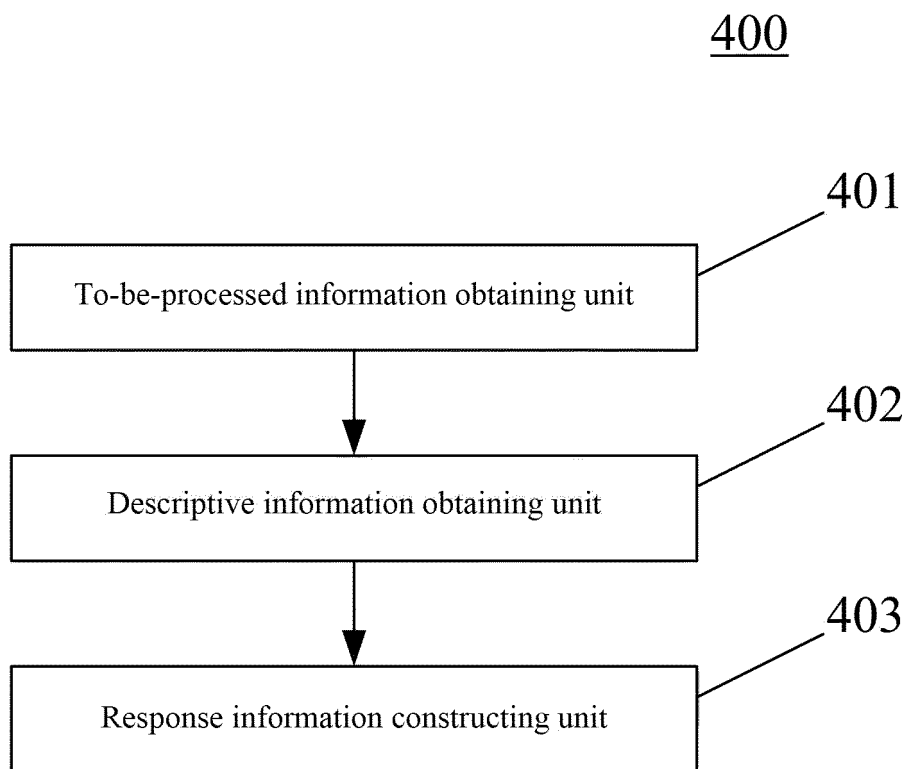 400
401
To-be-processed information obtaining unit
402
Descriptive information obtaining unit
403
Response information constructing unit